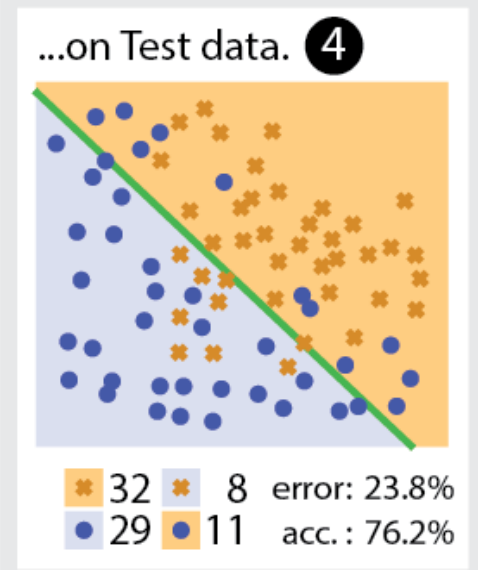 ...on Test data. 4
32 8 error: 23.8%
29 11 acc. : 76.2%